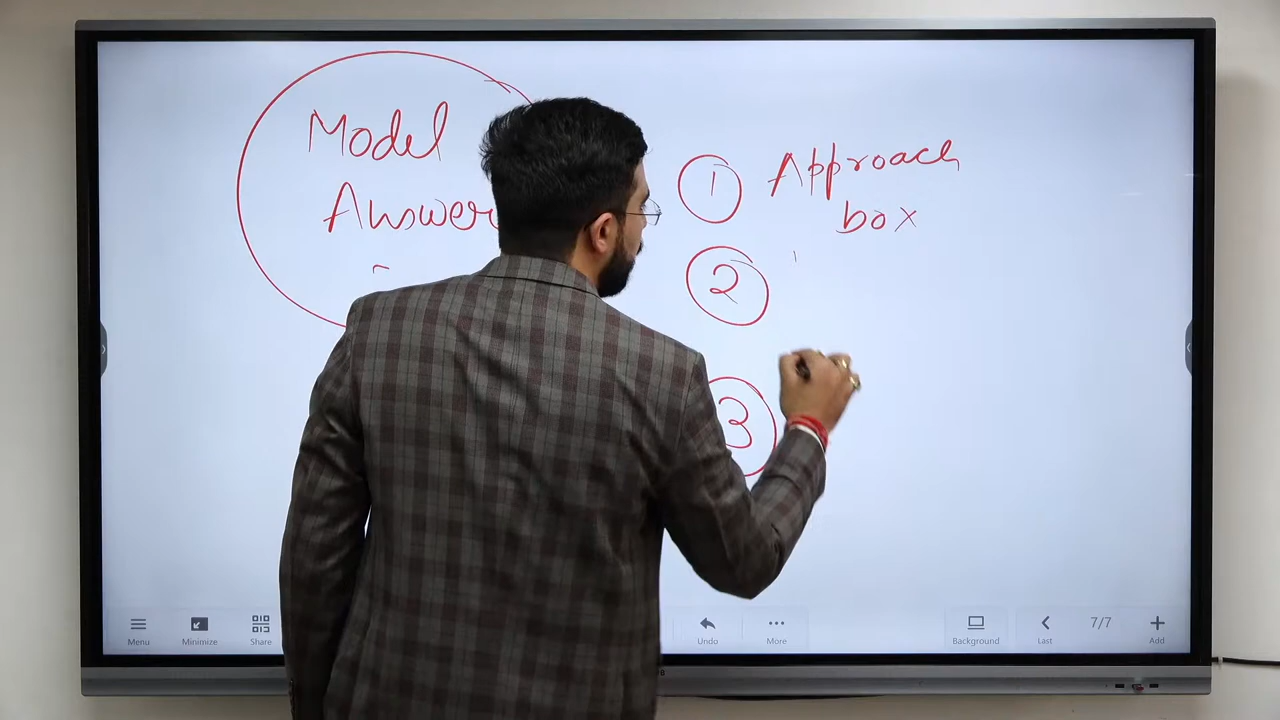 Model
Answer
1 Approach
box
2
3
Menu
Minimize
Share
Undo
More
Background
Last
7/7
Add